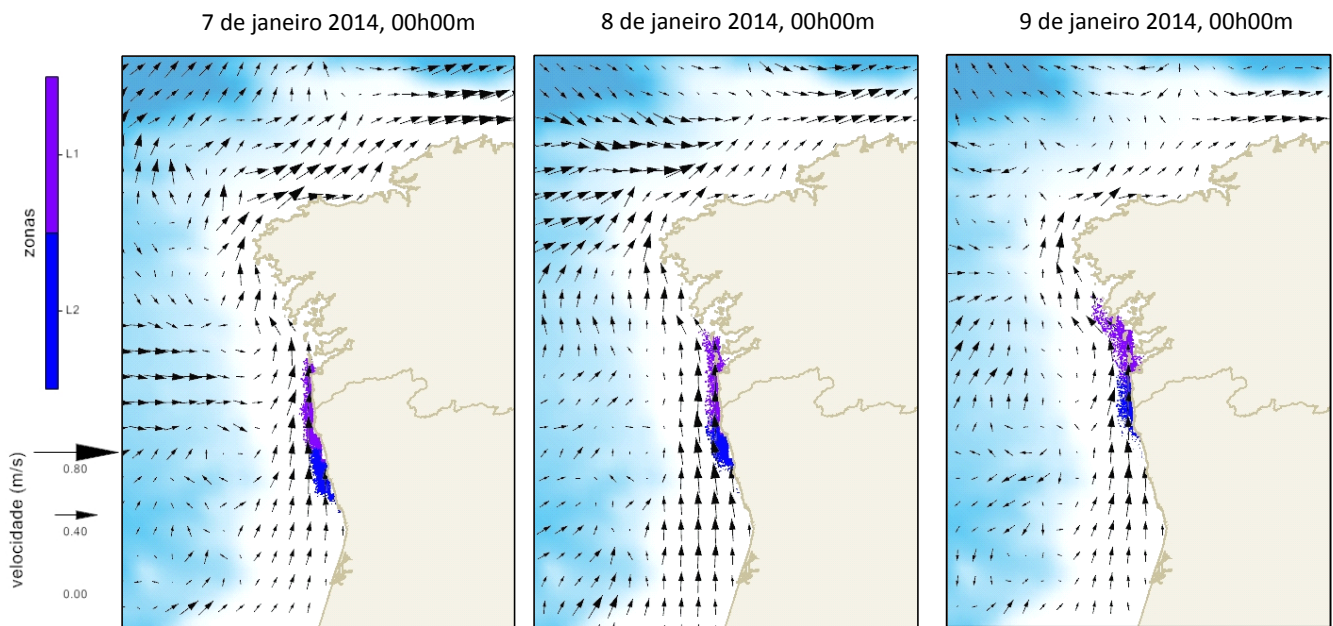 7 de janeiro 2014, 00h00m
8 de janeiro 2014, 00h00m
9 de janeiro 2014, 00h00m
zonas
L1
L2
velocidade (m/s)
0.80
0.40
0.00